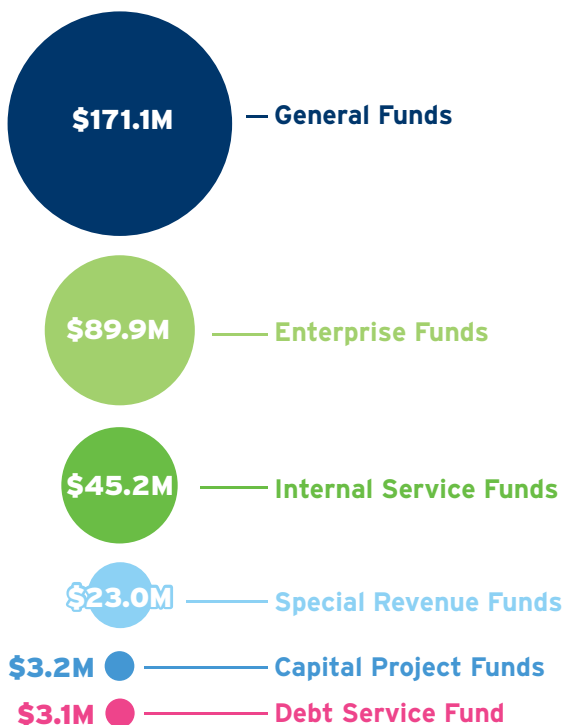 $171.1M General Funds
$89.9M Enterprise Funds
$45.2M Internal Service Funds
$23.0M Special Revenue Funds
$3.2M Capital Project Funds
$3.1M Debt Service Fund